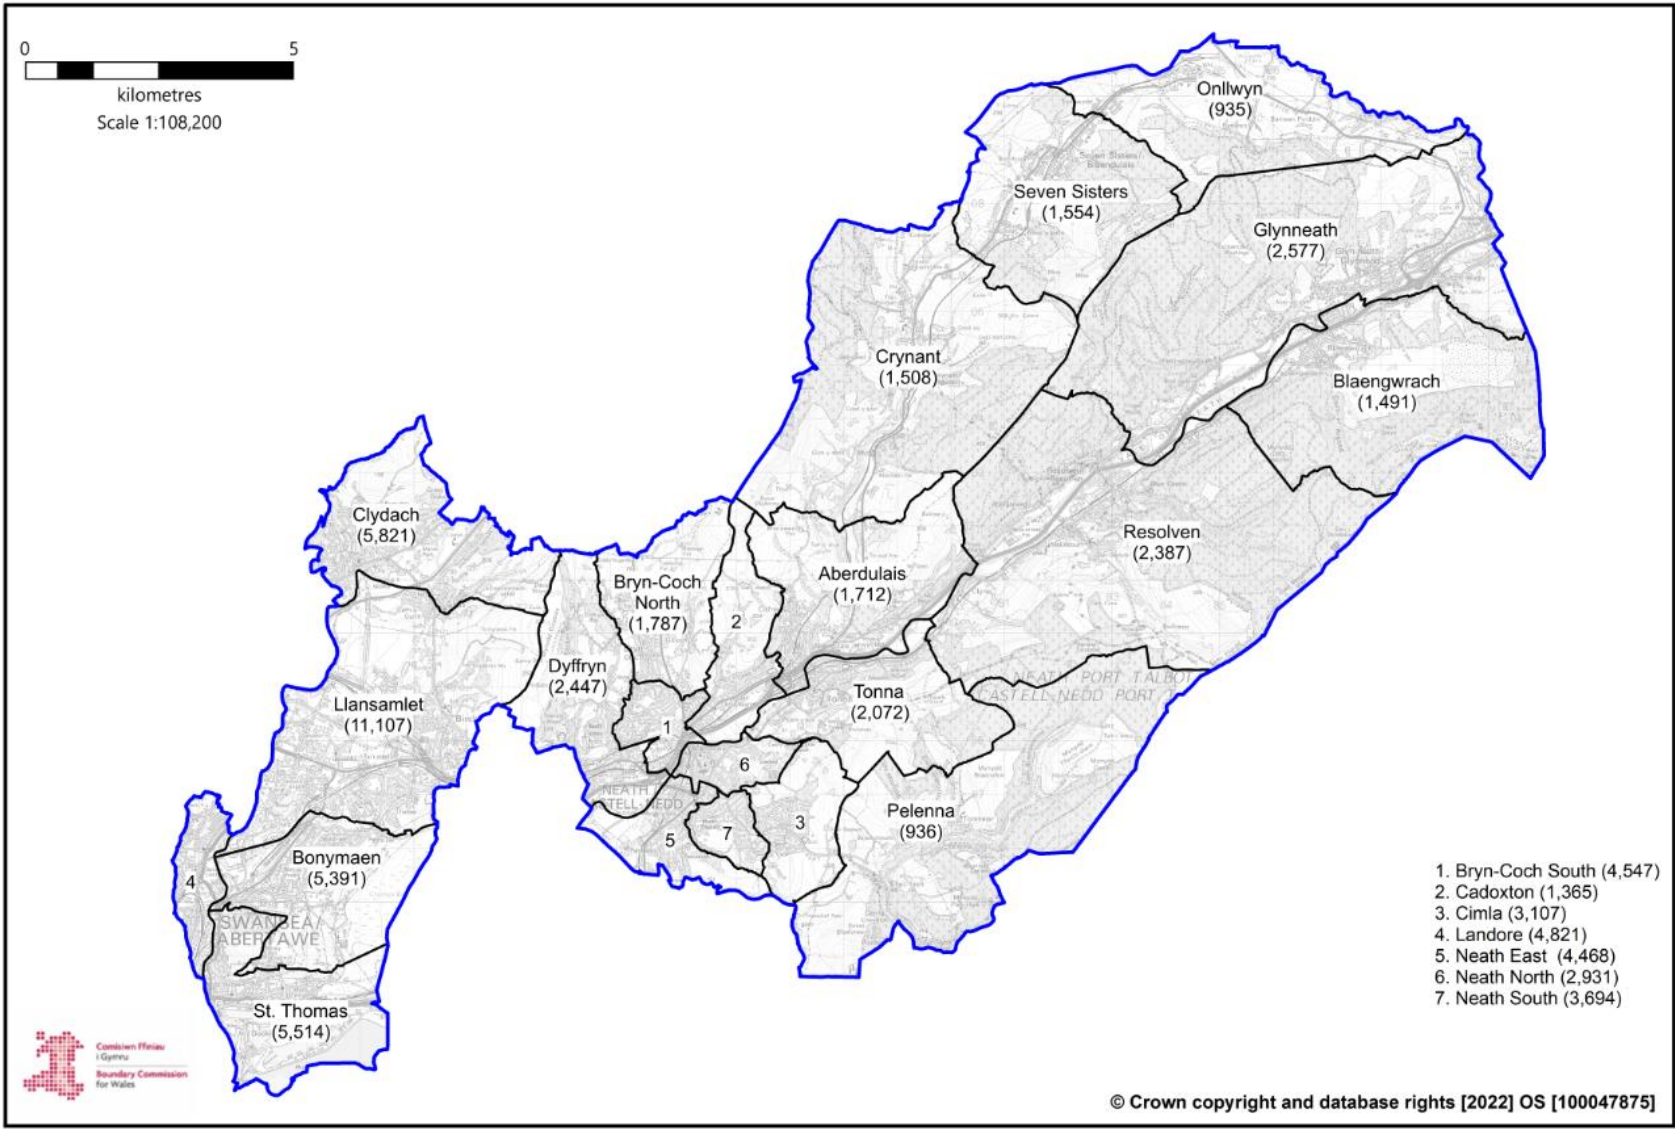 0 5
kilometres
Scale 1:108,200
Onllwyn
(935)
Seven Sisters
(1,554)
Glynneath
(2,577)
Crynant
(1,508)
Blaengwrach
(1,491)
Clydach
(5,821)
Resolven
(2,387)
Bryn-Coch
North
(1,787)
2
Aberdulais
(1,712)
Dyffryn
(2,447)
NEATH PORT TALBOT
CASTELL-NEDD PORT T
Tonna
(2,072)
Llansamlet
(11,107)
1
6
NEATH /
STELL-NEDD
Pelenna
(936)
3
7
5
Bonymaen
(5,391)
4
SWANSEA/
ABERTAWE
St. Thomas
(5,514)
1. Bryn-Coch South (4,547)
2. Cadoxton (1,365)
3. Cimla (3,107)
4. Landore (4,821)
5. Neath East (4,468)
6. Neath North (2,931)
7. Neath South (3,694)
Comisiwn Ffiniau
i Gymru
Boundary Commission
for Wales
© Crown copyright and database rights [2022] OS [100047875]